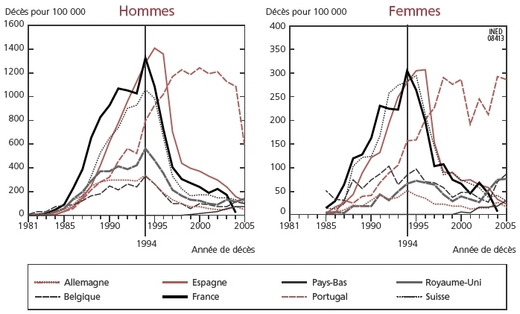 Décès pour 100 000 Hommes
1600
1400
1200
1000
800
600
400
200
0
1981 1985 1990 1995 2000 2005
1994
Année de décès
Décès pour 100 000 Femmes
INED
08413
400
350
300
250
200
150
100
50
0
1981 1985 1990 1995 2000 2005
1994
Année de décès
Allemagne Espagne Pays-Bas Royaume-Uni
Belgique France Portugal Suisse